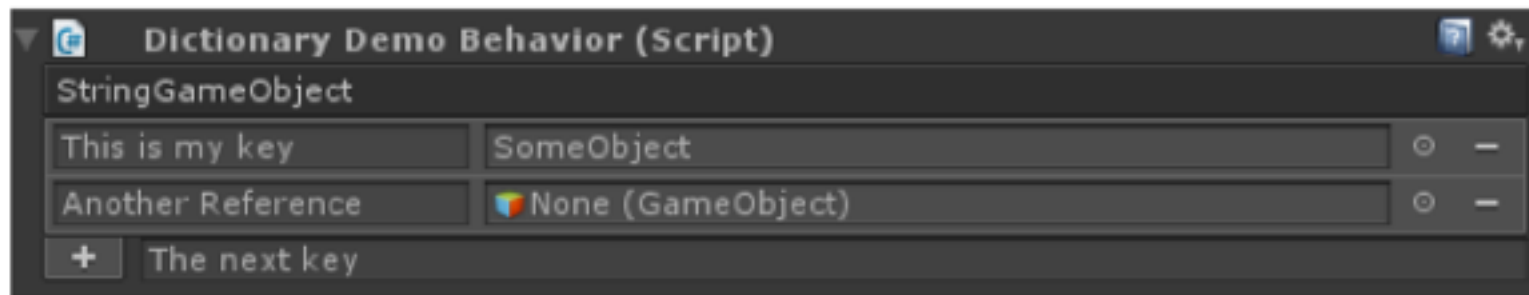 Dictionary Demo Behavior (Script)
StringGameObject
This is my key SomeObject
Another Reference None (GameObject)
+ The next key